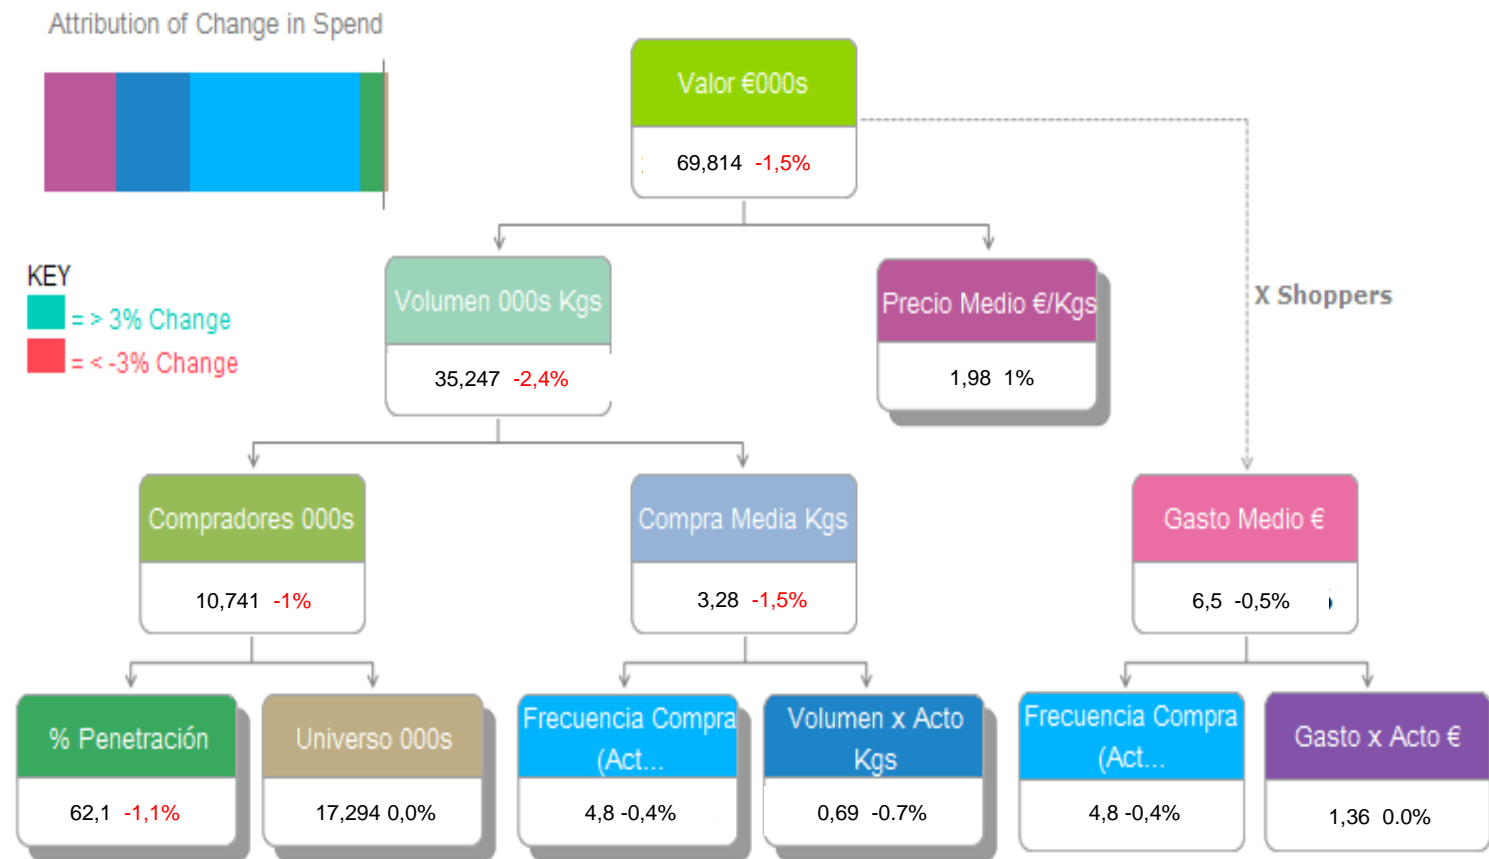 Attribution of Change in Spend
Valor €000s
69,814 -1,5%
KEY
= > 3% Change
= < -3% Change
Volumen 000s Kgs
35,247 -2,4%
Precio Medio €/Kgs
1,98 1%
X Shoppers
Compradores 000s
10,741 -1%
Compra Media Kgs
3,28 -1,5%
Gasto Medio €
6,5 -0,5%
% Penetración
62,1 -1,1%
Universo 000s
17,294 0,0%
Frecuencia Compra
(Act...
4,8 -0,4%
Volumen x Acto
Kgs
0,69 -0.7%
Frecuencia Compra
(Act...
4,8 -0,4%
Gasto x Acto €
1,36 0.0%